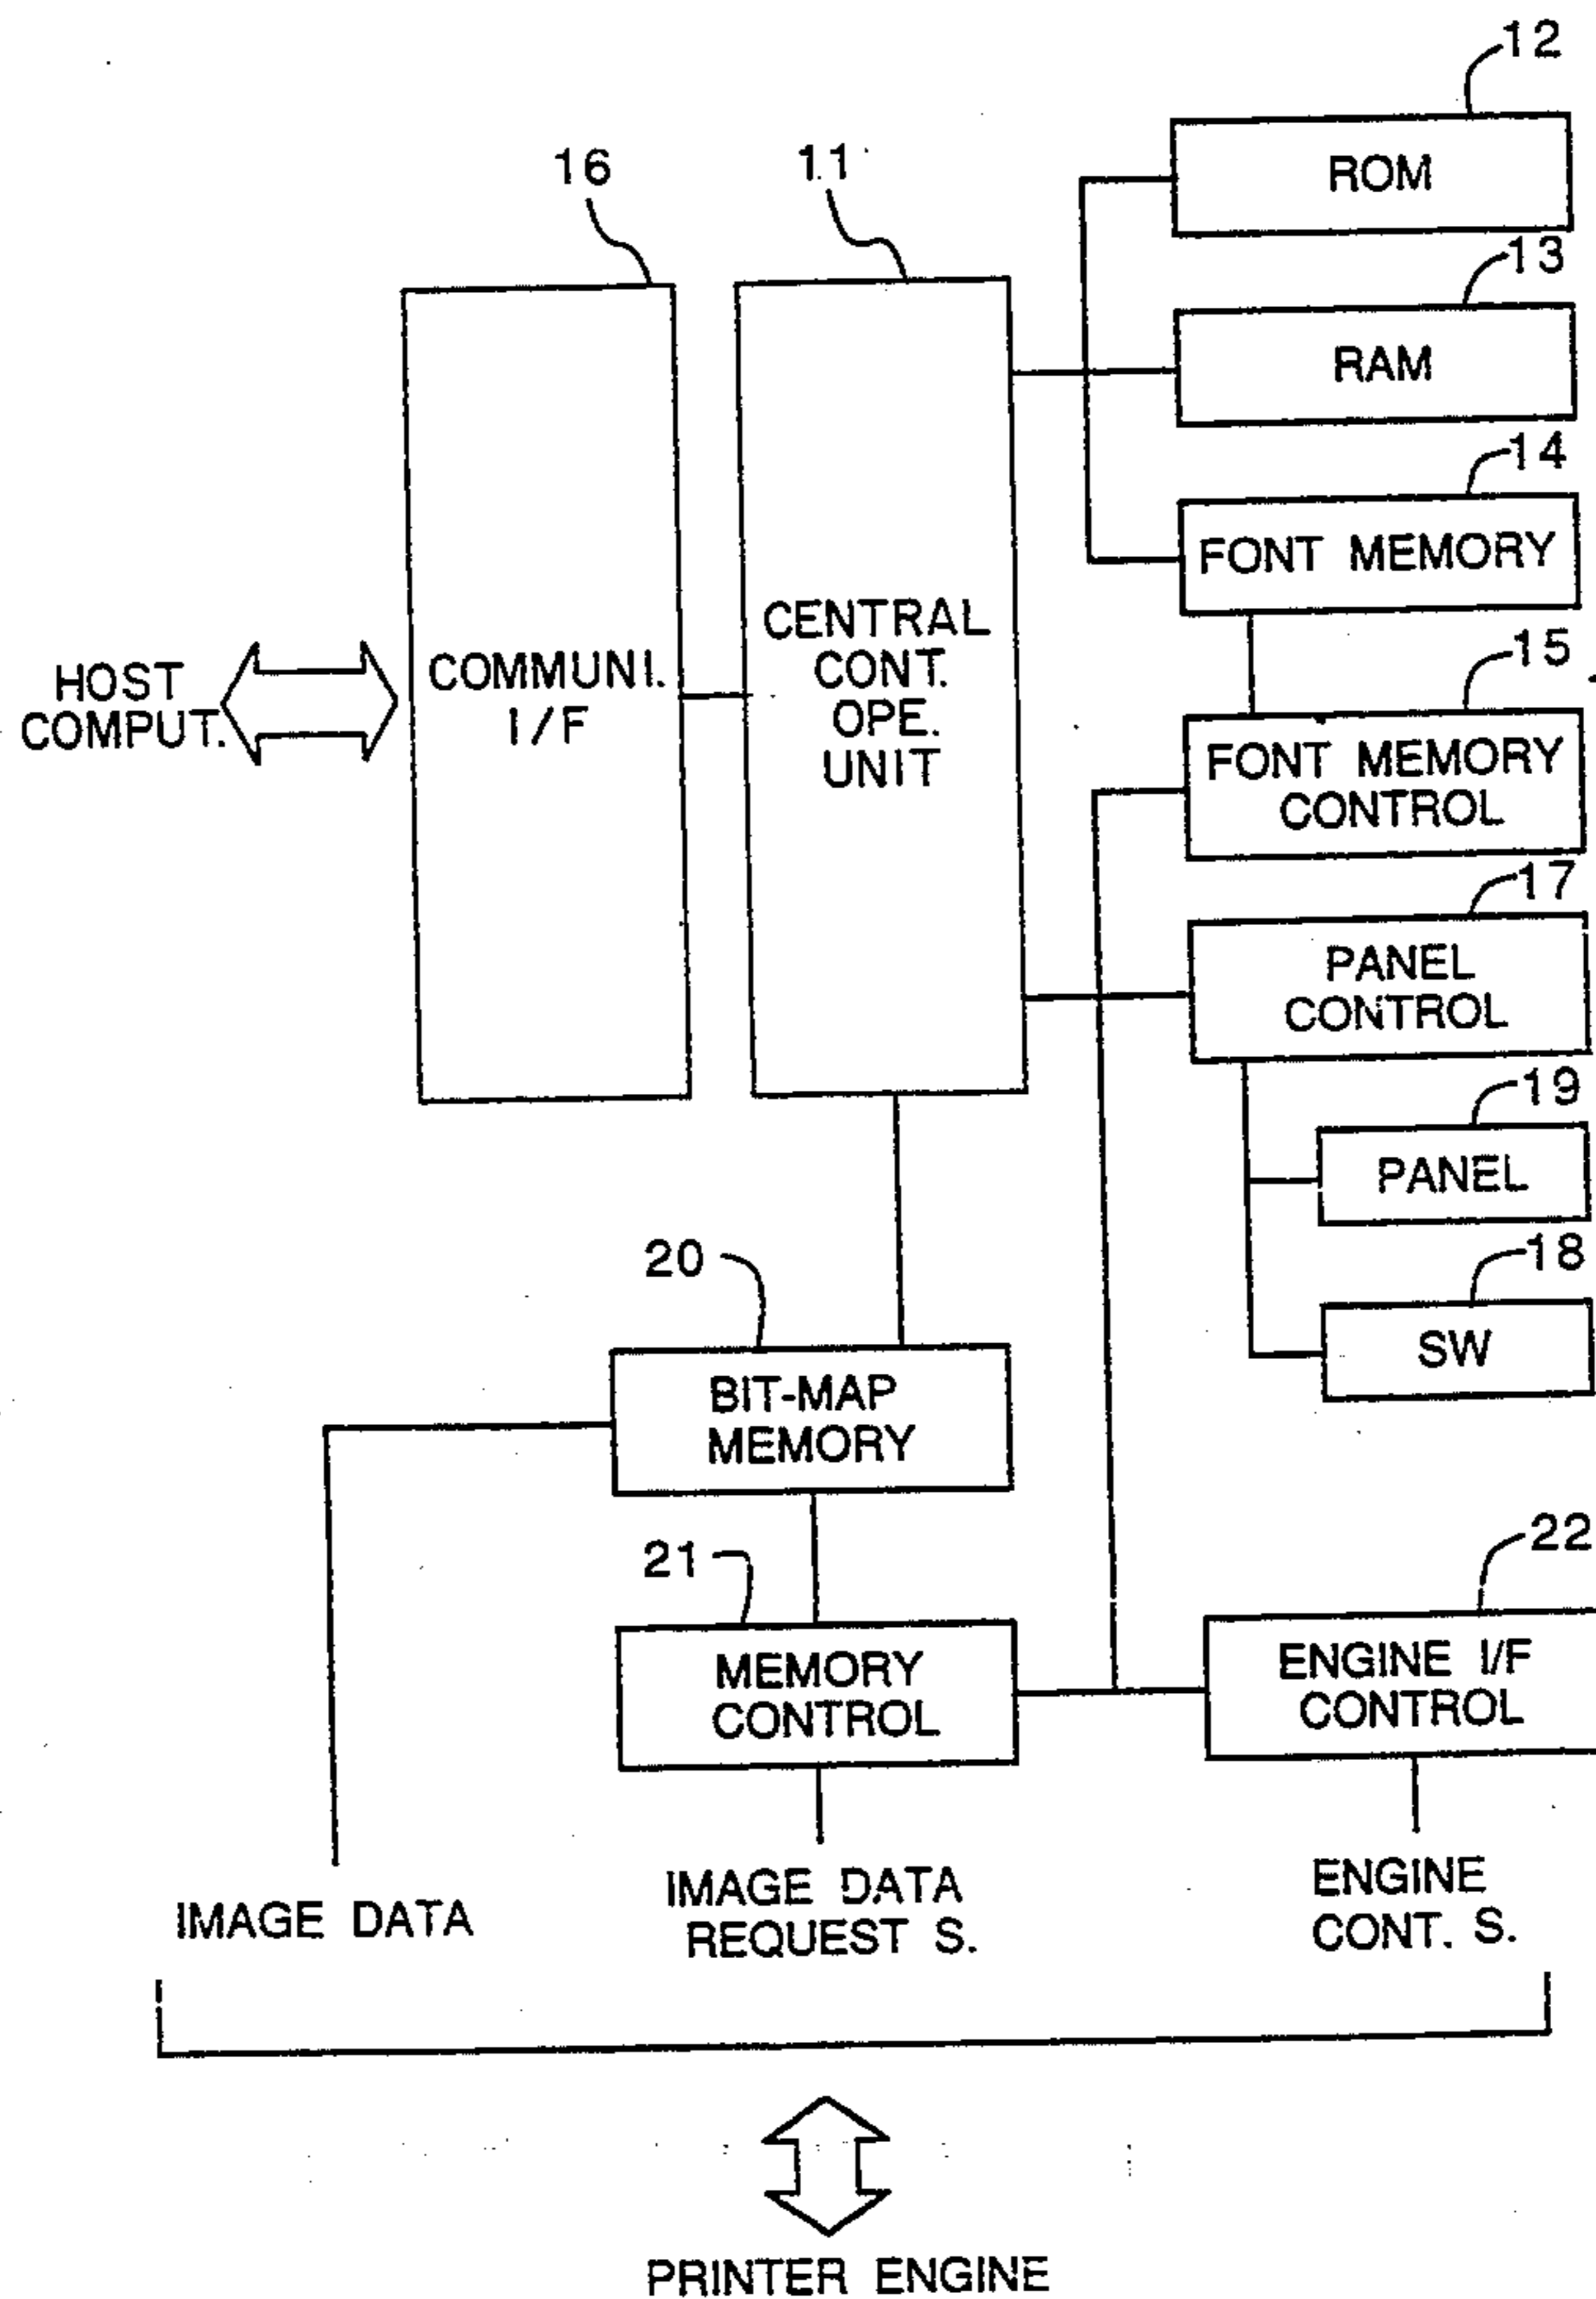 12
ROM
16
11
13
RAM
14
FONT MEMORY
HOST
COMPUT.
COMMUNI.
I/F
CENTRAL
CONT.
OPE.
UNIT
15
FONT MEMORY
CONTROL
17
PANEL
CONTROL
19
PANEL
18
SW
20
BIT-MAP
MEMORY
21
MEMORY
CONTROL
22
ENGINE I/F
CONTROL
IMAGE DATA
IMAGE DATA
REQUEST S.
ENGINE
CONT. S.
PRINTER ENGINE